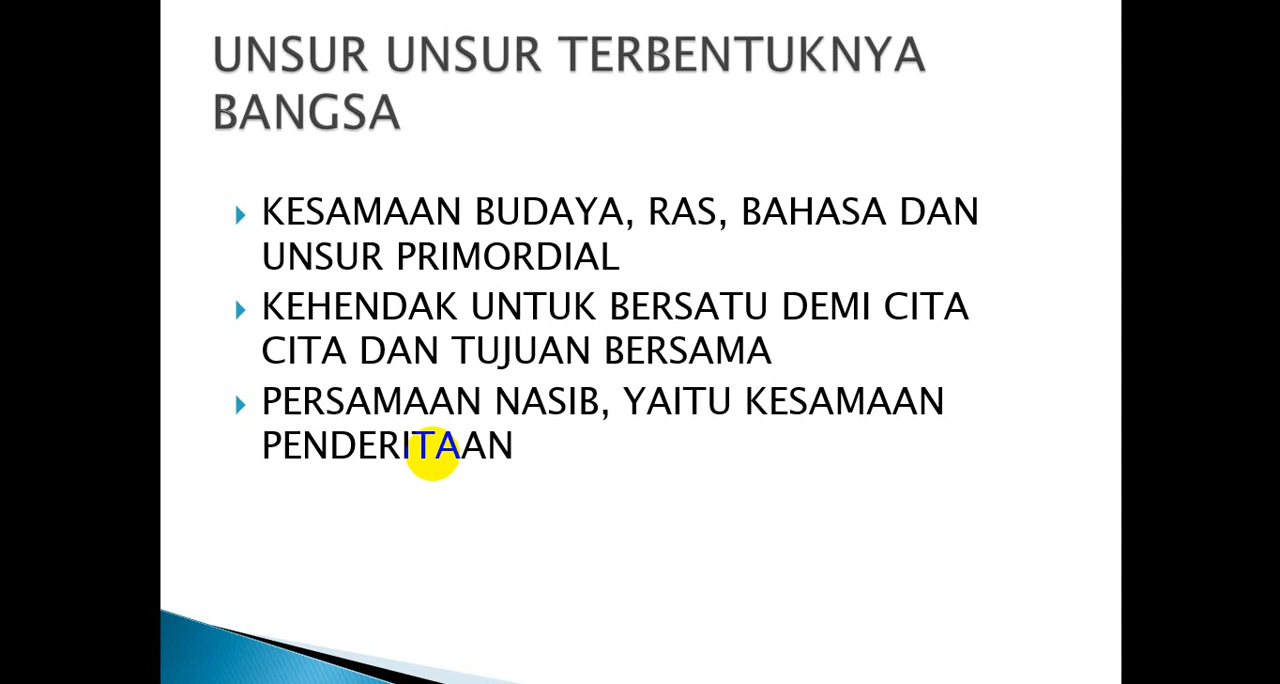 UNSUR UNSUR TERBENTUKNYA
BANGSA
KESAMAAN BUDAYA, RAS, BAHASA DAN
UNSUR PRIMORDIAL
KEHENDAK UNTUK BERSATU DEMI CITA
CITA DAN TUJUAN BERSAMA
PERSAMAAN NASIB, YAITU KESAMAAN
PENDERITAAN